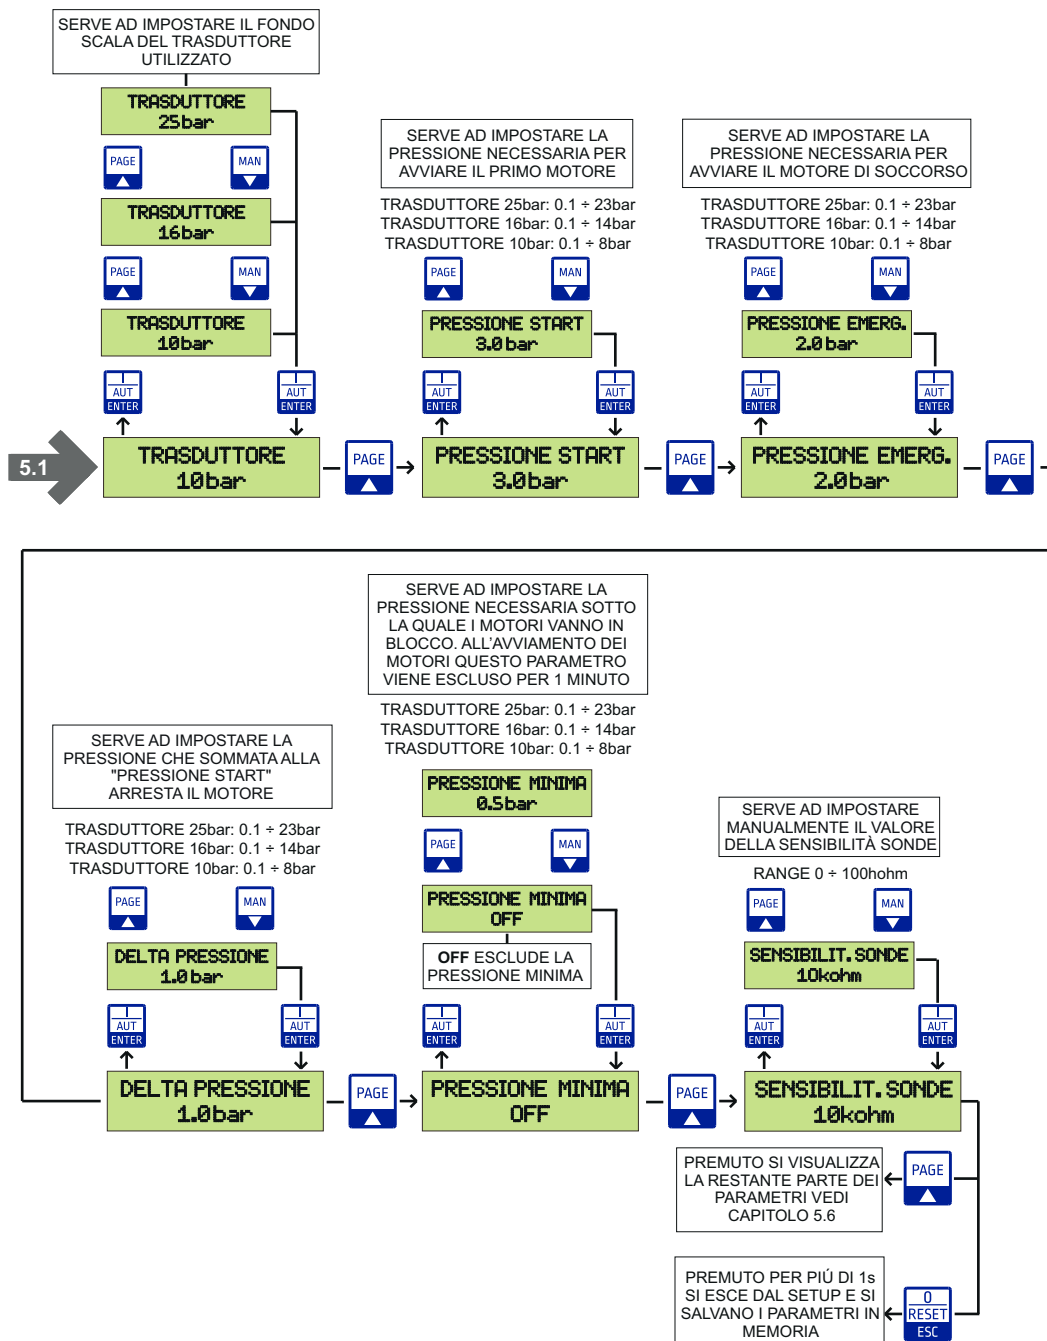 SERVE AD IMPOSTARE IL FONDO
SCALA DEL TRASDUTTORE
UTILIZZATO
TRASDUTTORE
25bar
PAGE
MAN
TRASDUTTORE
16bar
PAGE
MAN
TRASDUTTORE
10bar
I
AUT
ENTER
I
AUT
ENTER
5.1
TRASDUTTORE
10bar
PAGE
SERVE AD IMPOSTARE LA
PRESSIONE NECESSARIA PER
AVVIARE IL PRIMO MOTORE
TRASDUTTORE 25bar: 0.1 ÷ 23bar
TRASDUTTORE 16bar: 0.1 ÷ 14bar
TRASDUTTORE 10bar: 0.1 ÷ 8bar
PAGE
MAN
PRESSIONE START
3.0 bar
I
AUT
ENTER
I
AUT
ENTER
PRESSIONE START
3.0bar
PAGE
SERVE AD IMPOSTARE LA
PRESSIONE NECESSARIA PER
AVVIARE IL MOTORE DI SOCCORSO
TRASDUTTORE 25bar: 0.1 ÷ 23bar
TRASDUTTORE 16bar: 0.1 ÷ 14bar
TRASDUTTORE 10bar: 0.1 ÷ 8bar
PAGE
MAN
PRESSIONE EMERG.
2.0 bar
I
AUT
ENTER
I
AUT
ENTER
PRESSIONE EMERG.
2.0bar
PAGE
SERVE AD IMPOSTARE LA
PRESSIONE CHE SOMMATA ALLA
"PRESSIONE START"
ARRESTA IL MOTORE
TRASDUTTORE 25bar: 0.1 ÷ 23bar
TRASDUTTORE 16bar: 0.1 ÷ 14bar
TRASDUTTORE 10bar: 0.1 ÷ 8bar
PAGE
MAN
DELTA PRESSIONE
1.0 bar
I
AUT
ENTER
I
AUT
ENTER
DELTA PRESSIONE
1.0bar
PAGE
SERVE AD IMPOSTARE LA
PRESSIONE NECESSARIA SOTTO
LA QUALE I MOTORI VANNO IN
BLOCCO. ALL'AVVIAMENTO DEI
MOTORI QUESTO PARAMETRO
VIENE ESCLUSO PER 1 MINUTO
TRASDUTTORE 25bar: 0.1 ÷ 23bar
TRASDUTTORE 16bar: 0.1 ÷ 14bar
TRASDUTTORE 10bar: 0.1 ÷ 8bar
PRESSIONE MINIMA
0.5bar
PAGE
MAN
PRESSIONE MINIMA
OFF
OFF ESCLUDE LA
PRESSIONE MINIMA
I
AUT
ENTER
I
AUT
ENTER
PRESSIONE MINIMA
OFF
PAGE
SERVE AD IMPOSTARE
MANUALMENTE IL VALORE
DELLA SENSIBILITÀ SONDE
RANGE 0 ÷ 100hohm
PAGE
MAN
SENSIBILIT. SONDE
10kohm
I
AUT
ENTER
I
AUT
ENTER
SENSIBILIT. SONDE
10kohm
PREMUTO SI VISUALIZZA
LA RESTANTE PARTE DEI
PARAMETRI VEDI
CAPITOLO 5.6
PAGE
PREMUTO PER PIÚ DI 1s
SI ESCE DAL SETUP E SI
SALVANO I PARAMETRI IN
MEMORIA
0
RESET
ESC